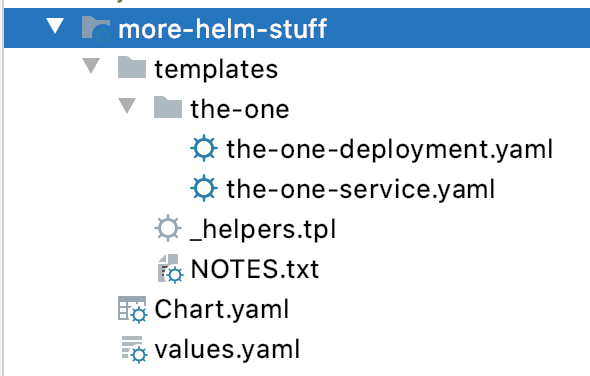 more-helm-stuff
templates
the-one
the-one-deployment.yaml
the-one-service.yaml
_helpers.tpl
NOTES.txt
Chart.yaml
values.yaml